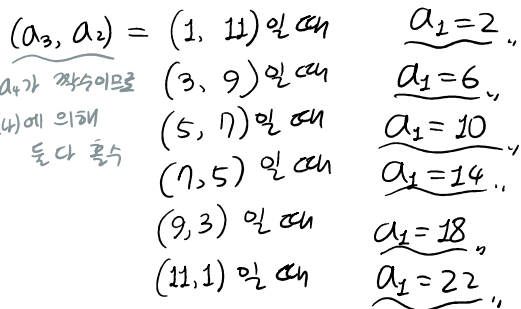 (a₃, a₂) = (1, 11)일 때 a₁=2
a₄가 짝수이므로 (3, 9)일 때 a₁=6
(4)에 의해 (5, 7)일 때 a₁=10
둘 다 홀수 (7,5) 일 때 a₁=14
(9,3) 일 때 a₁=18
(11,1) 일 때 a₁=22